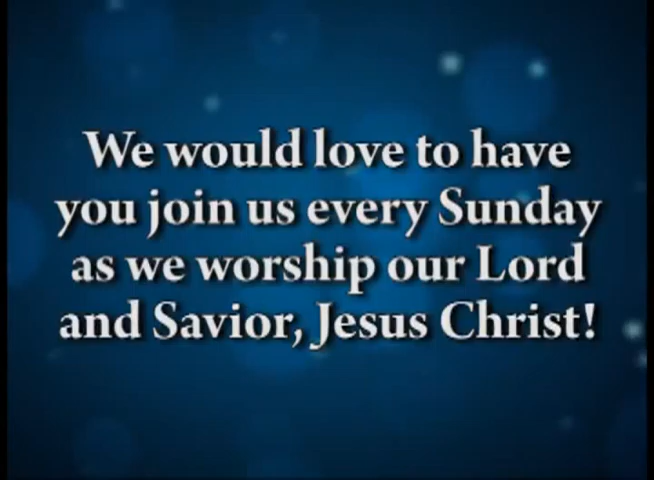 We would love to have
you join us every Sunday
as we worship our Lord
and Savior, Jesus Christ!